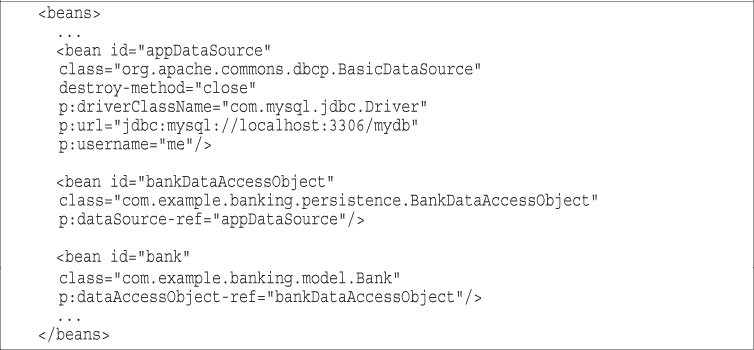 <beans>
...
<bean id="appDataSource"
class="org.apache.commons.dbcp.BasicDataSource"
destroy-method="close"
p:driverClassName="com.mysql.jdbc.Driver"
p:url="jdbc:mysql://localhost:3306/mydb"
p:username="me"/>
<bean id="bankDataAccessObject"
class="com.example.banking.persistence.BankDataAccessObject"
p:dataSource-ref="appDataSource"/>
<bean id="bank"
class="com.example.banking.model.Bank"
p:dataAccessObject-ref="bankDataAccessObject"/>
...
</beans>